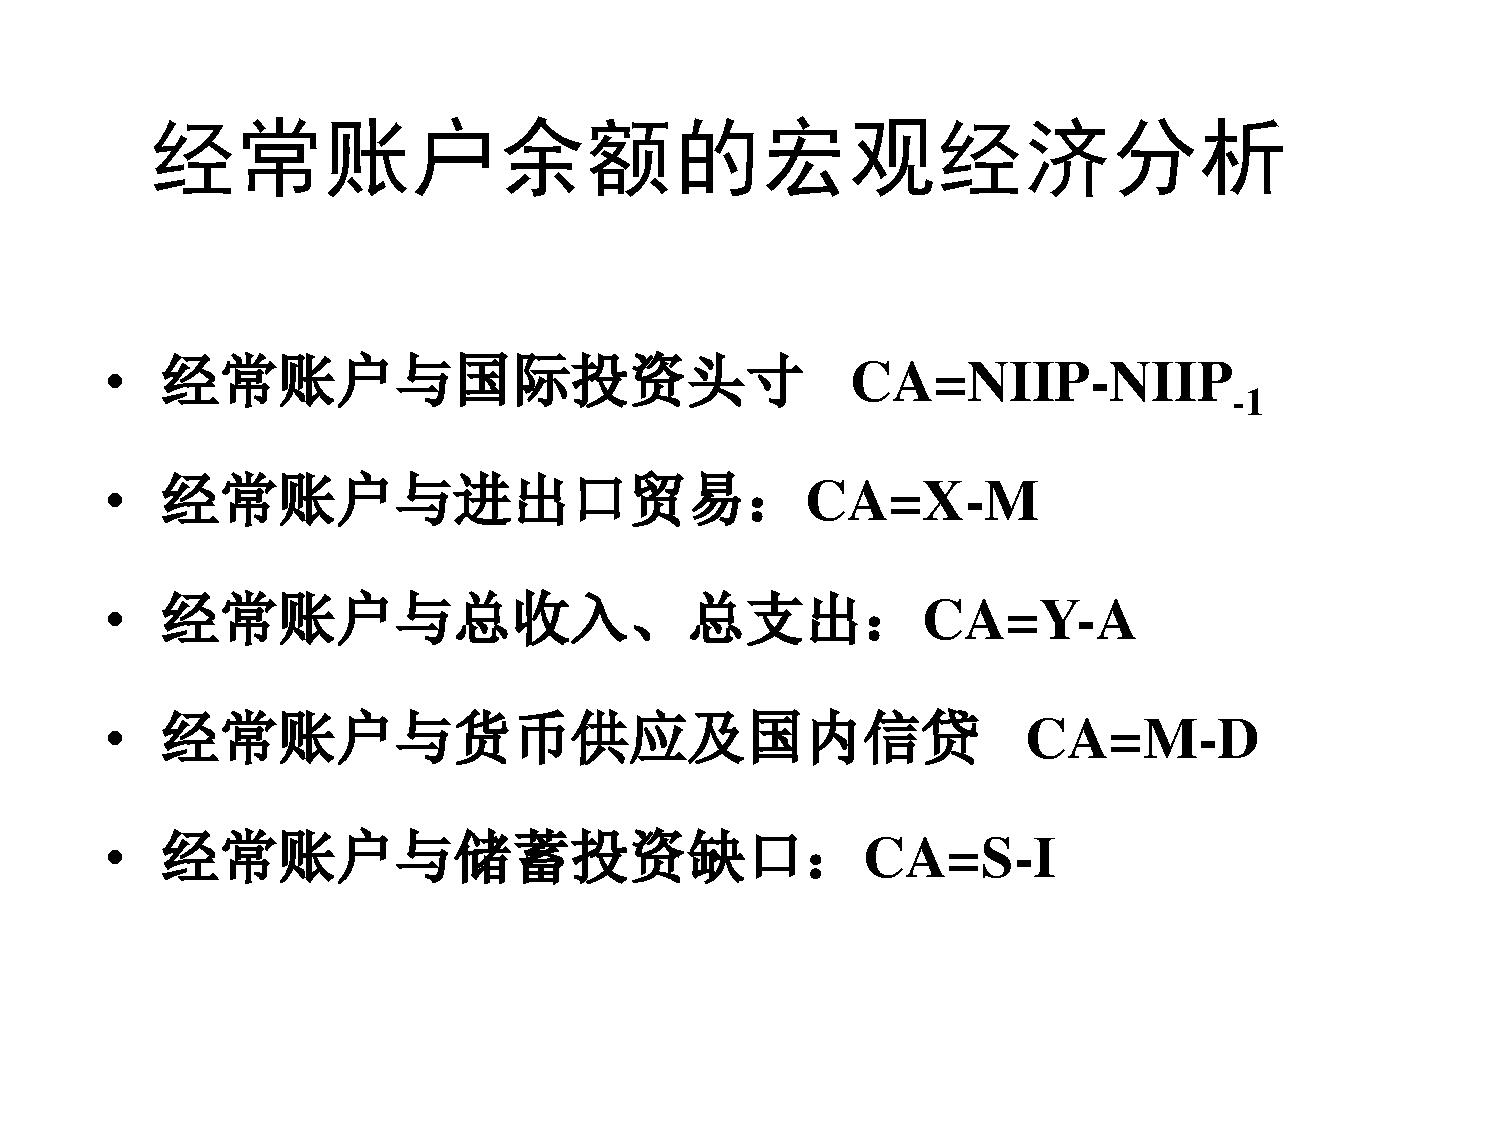 经常账户余额的宏观经济分析
• 经常账户与国际投资头寸 CA=NIIP-NIIP-1
• 经常账户与进出口贸易：CA=X-M
• 经常账户与总收入、总支出：CA=Y-A
• 经常账户与货币供应及国内信贷 CA=M-D
• 经常账户与储蓄投资缺口：CA=S-I